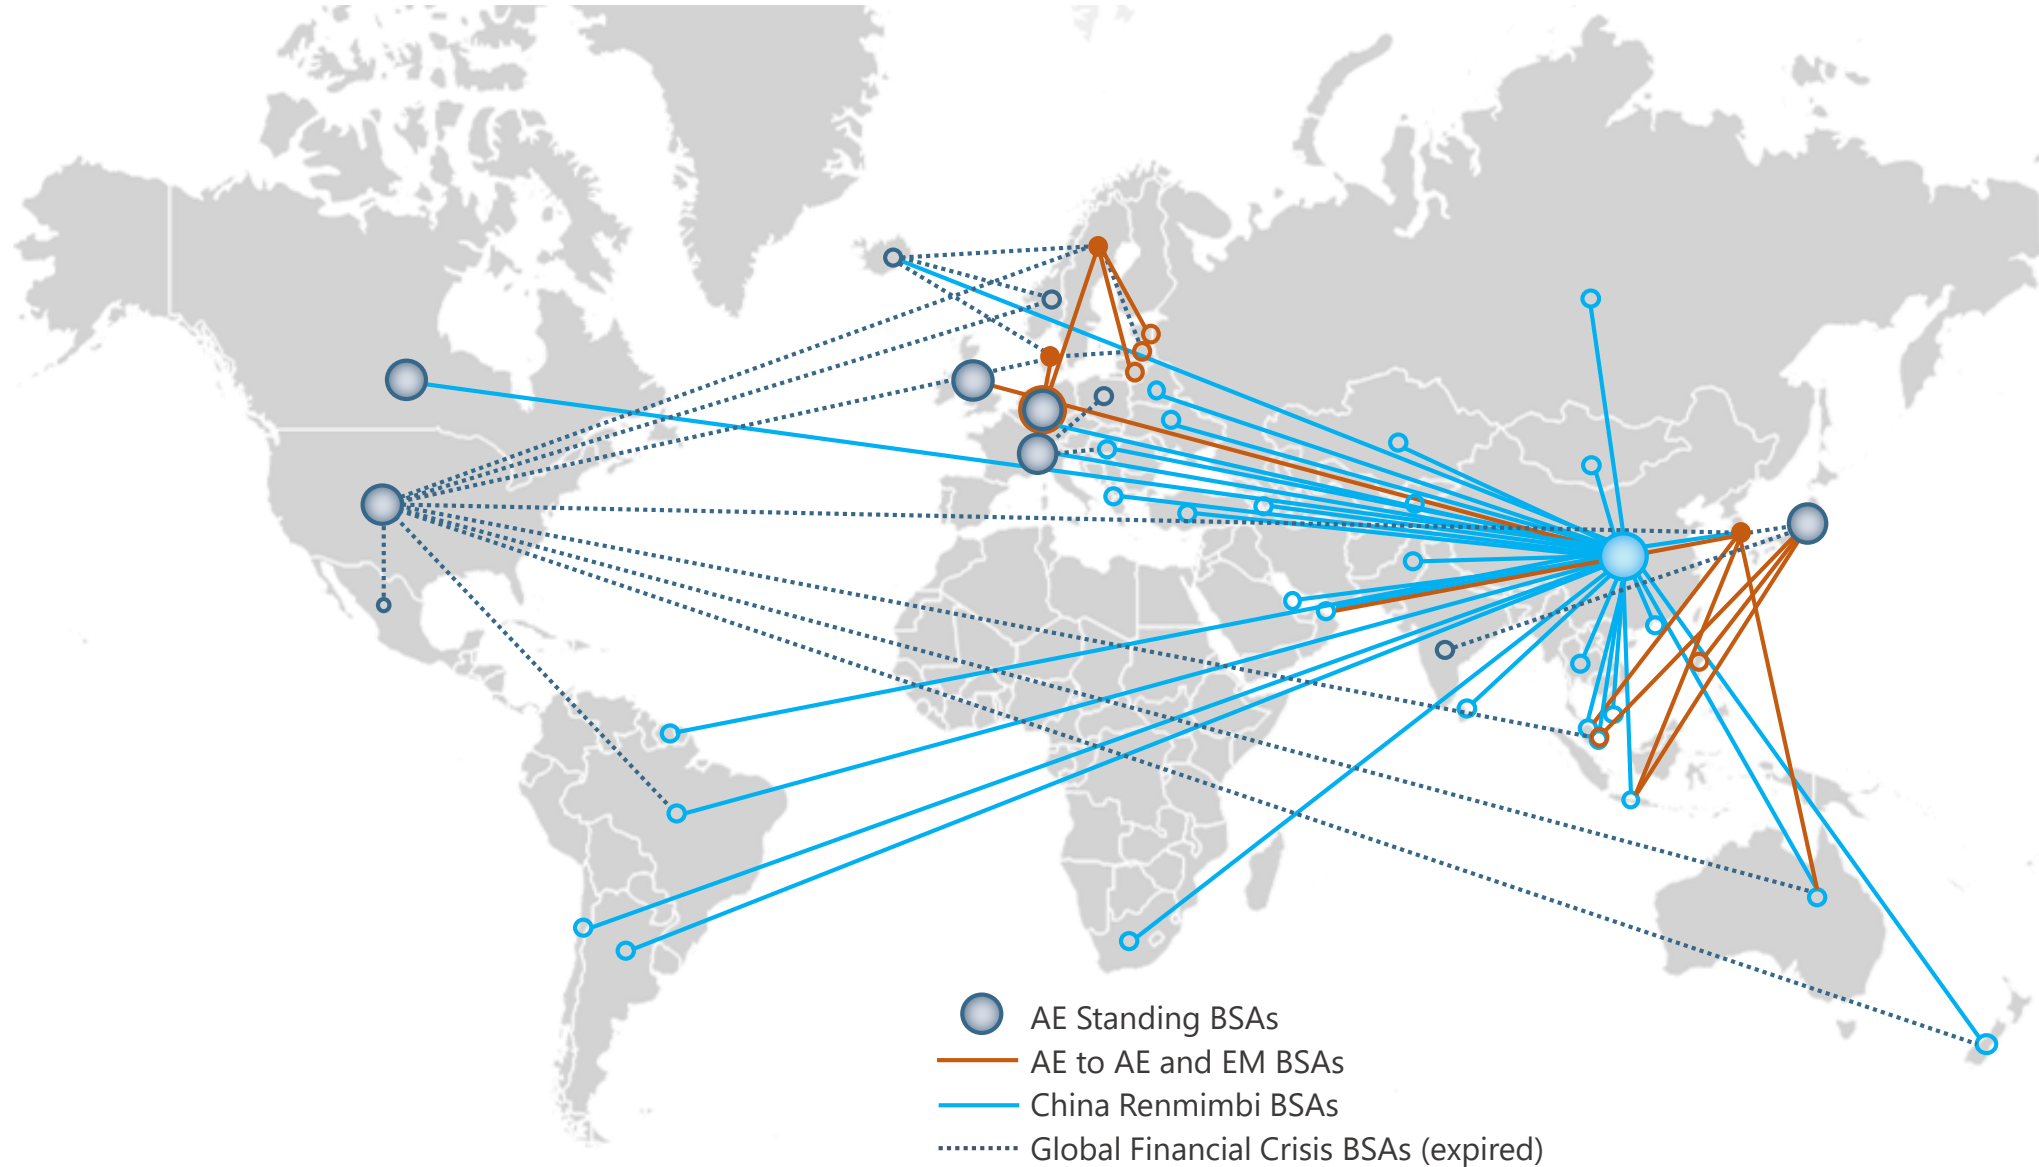 AE Standing BSAs
AE to AE and EM BSAs
China Renmimbi BSAs
Global Financial Crisis BSAs (expired)